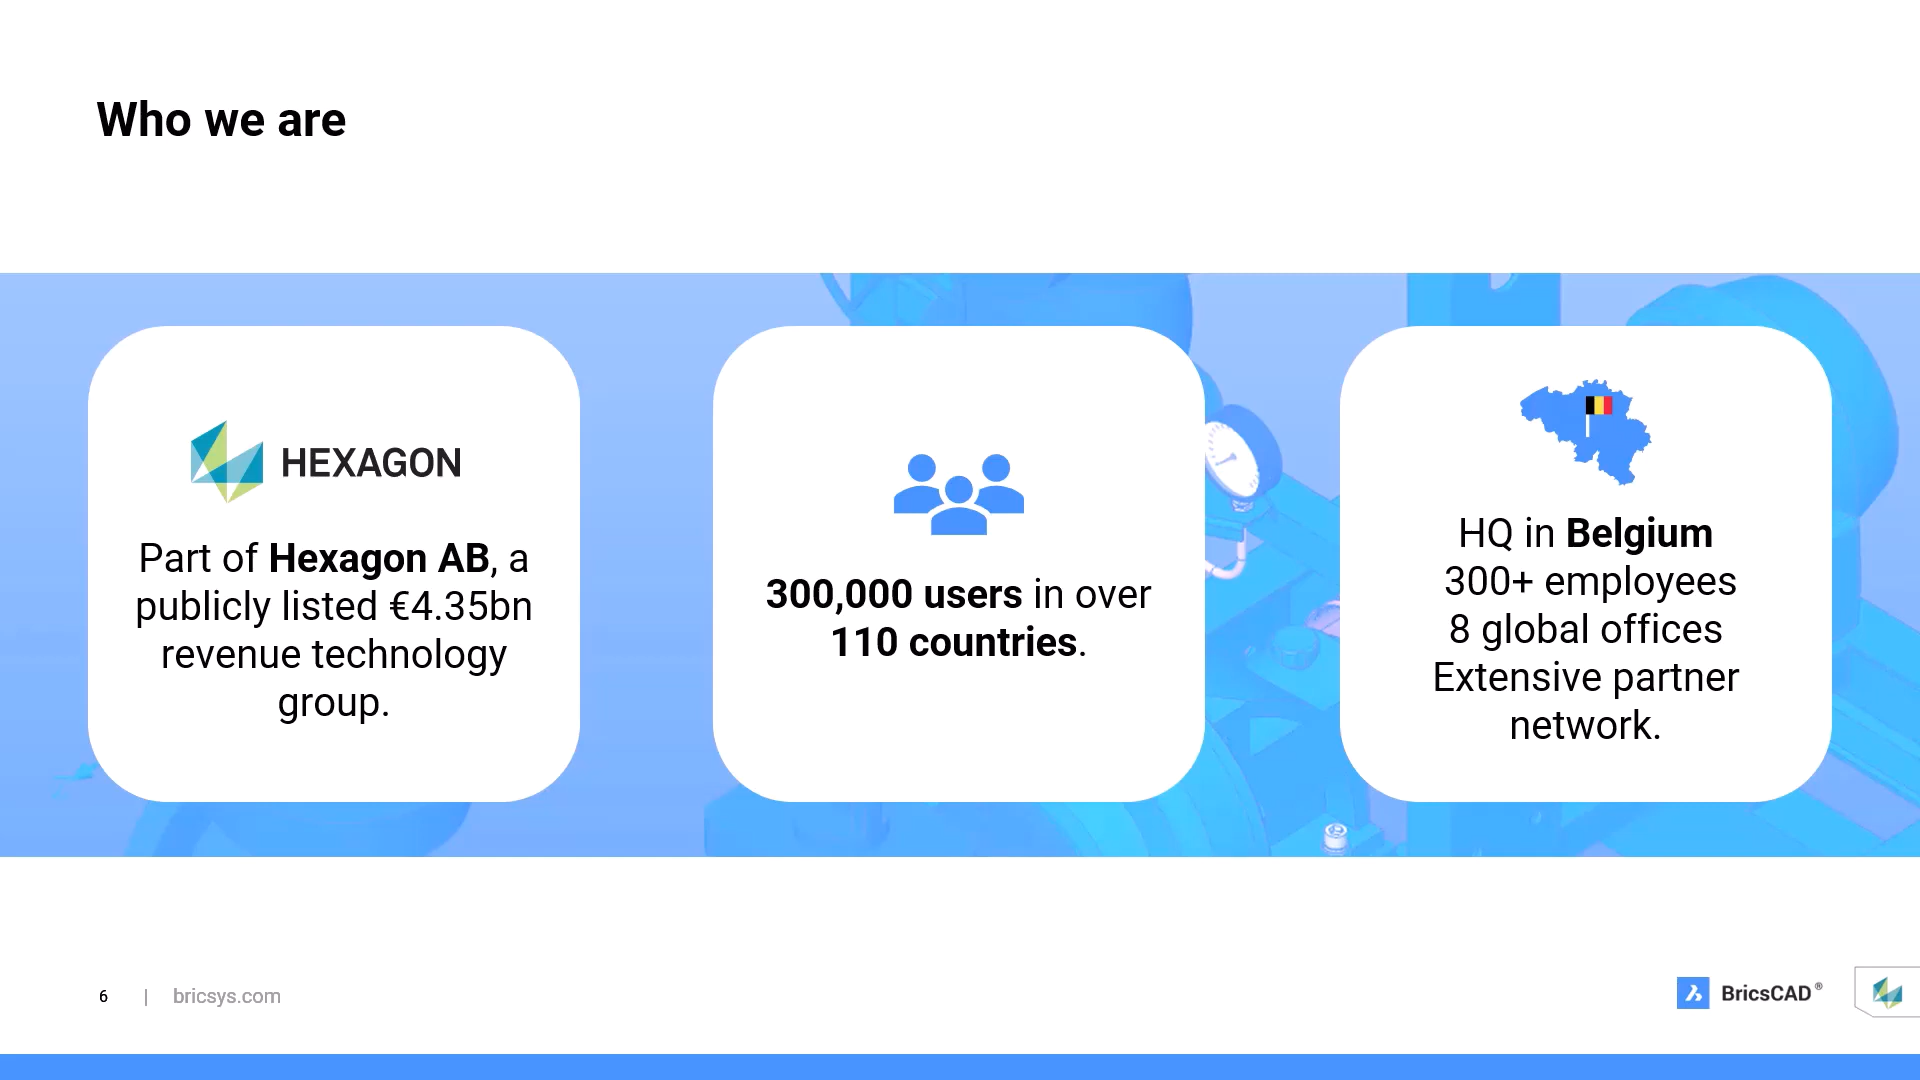 Who we are
HEXAGON
Part of Hexagon AB, a
publicly listed €4.35bn
revenue technology
group.
300,000 users in over
110 countries.
HQ in Belgium
300+ employees
8 global offices
Extensive partner
network.
6 | bricsys.com
BricsCAD®